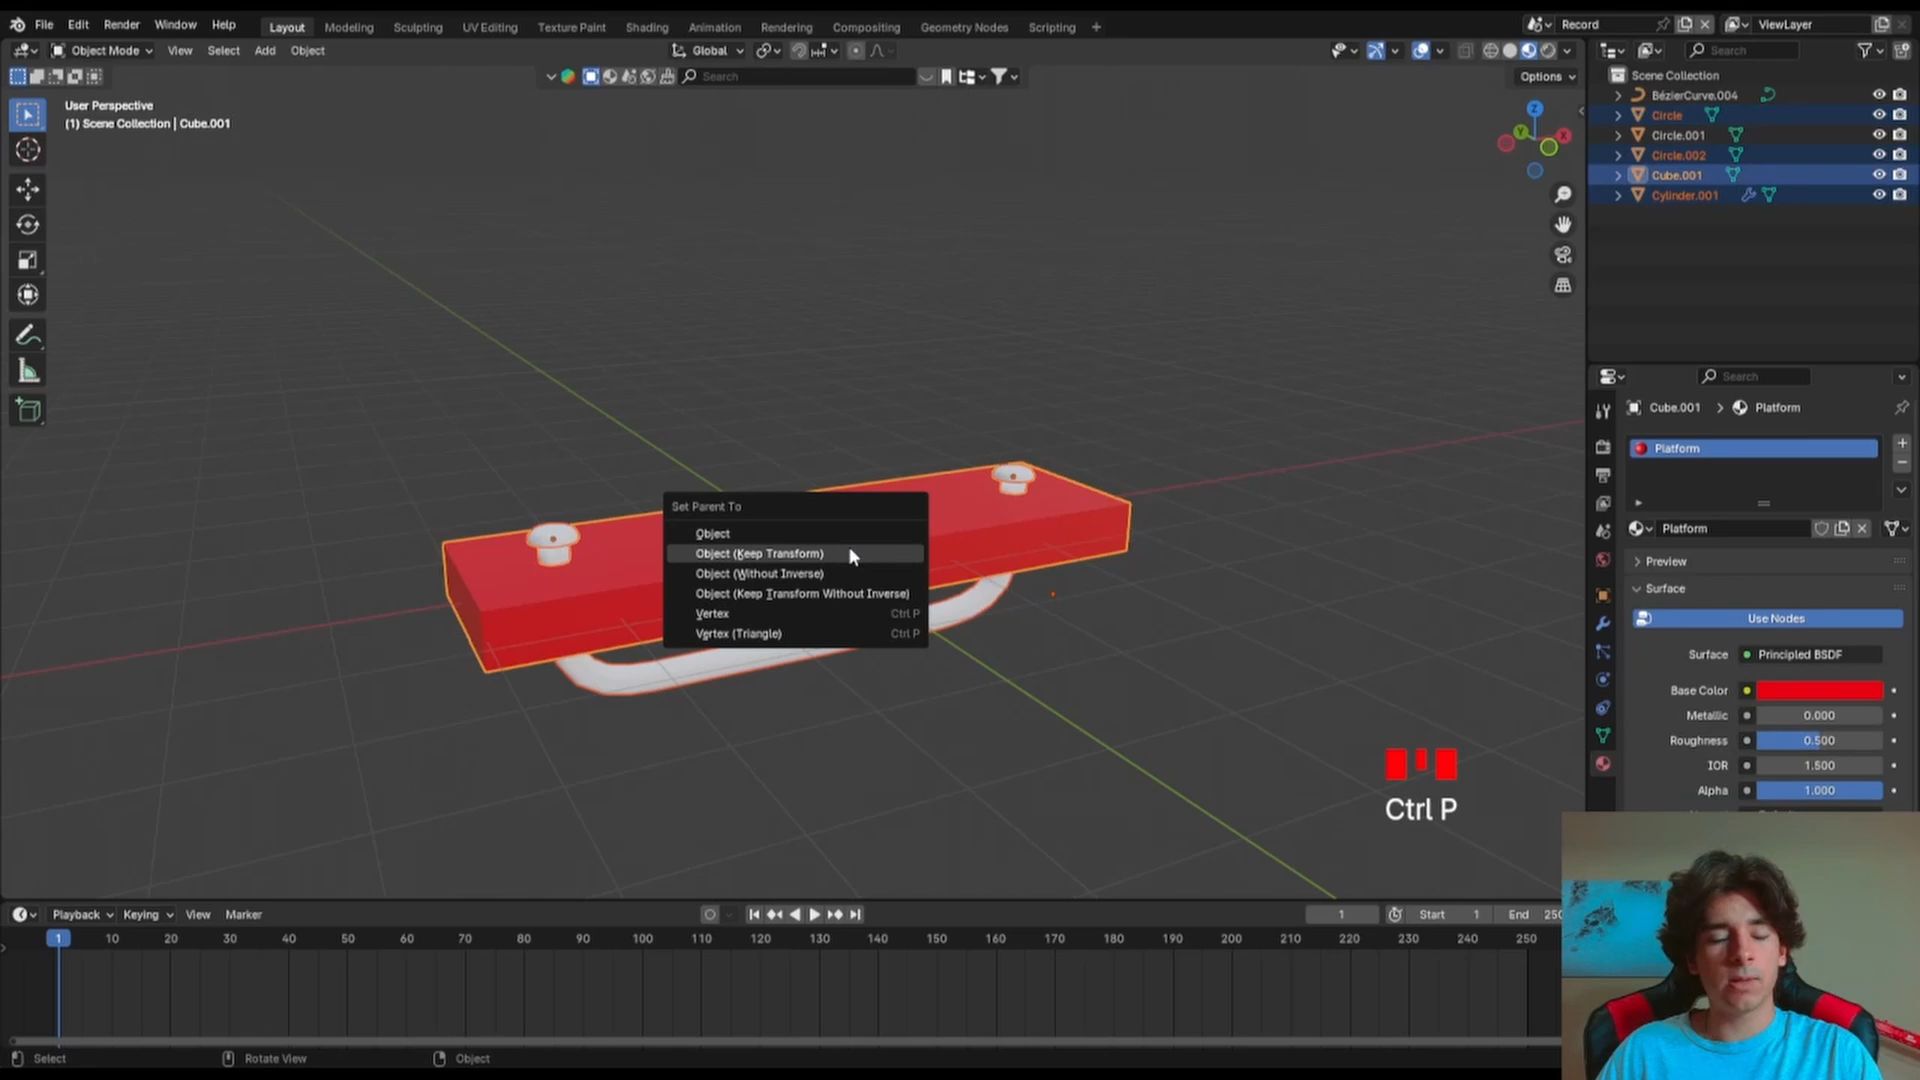 File Edit Render Window Help Layout Modeling Sculpting UV Editing Texture Paint Shading Animation Rendering Compositing Geometry Nodes Scripting + Record ViewLayer
Object Mode View Select Add Object Global Search
Search Options
User Perspective
(1) Scene Collection | Cube.001
Scene Collection
BézierCurve.004
Circle
Circle.001
Circle.002
Cube.001
Cylinder.001
Z
Y
X
Search
Cube.001 > Platform
Platform
Platform
Preview
Surface
Use Nodes
Surface Principled BSDF
Base Color
Metallic 0.000
Roughness 0.500
IOR 1.500
Alpha 1.000
Set Parent To
Object
Object (Keep Transform)
Object (Without Inverse)
Object (Keep Transform Without Inverse)
Vertex Ctrl P
Vertex (Triangle) Ctrl P
Ctrl P
Playback Keying View Marker 1 Start 1 End 250
1 10 20 30 40 50 60 70 80 90 100 110 120 130 140 150 160 170 180 190 200 210 220 230 240 250
Select Rotate View Object